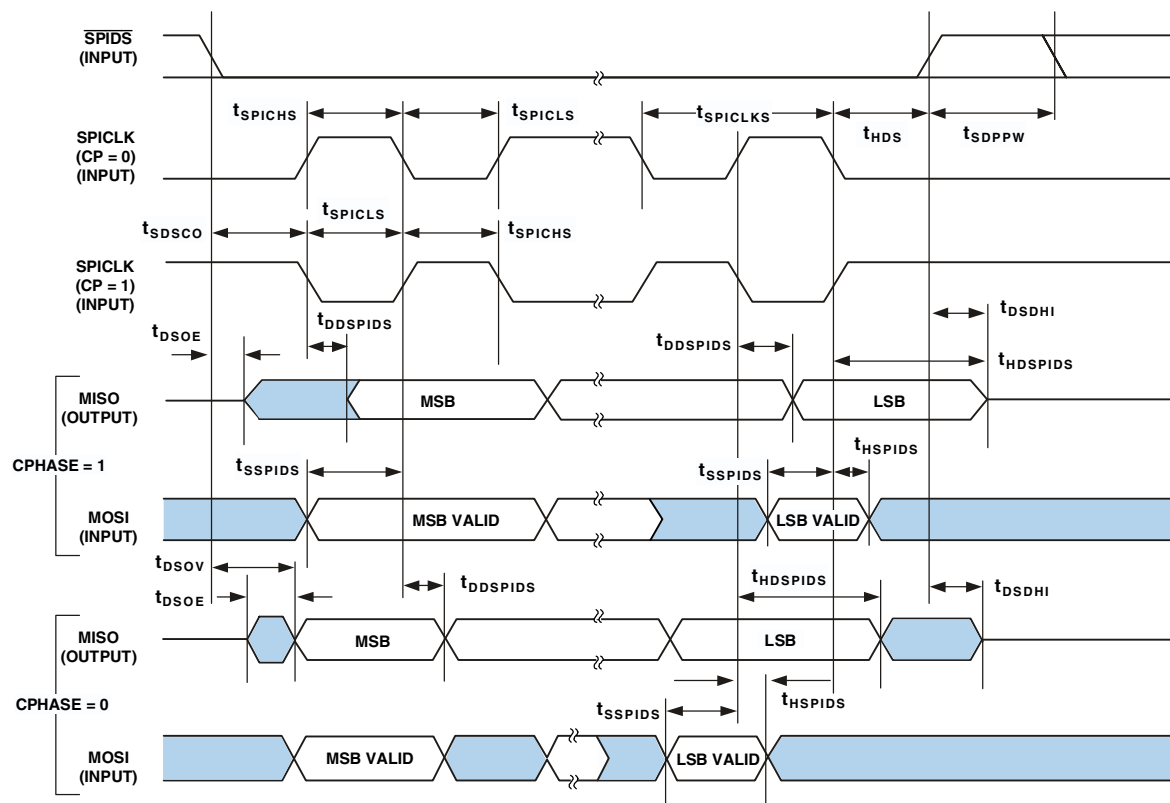 SPIDS
(INPUT)
tSPICHS
tSPICLS
tSPICLKS
tHDS
tSDPPW
SPICLK
(CP = 0)
(INPUT)
tSPICLS
tSDSCO
tSPICHS
SPICLK
(CP = 1)
(INPUT)
tDSOE
tDDSPIDS
tDDSPIDS
tDSDHI
tHDSPIDS
MISO
(OUTPUT)
MSB
LSB
CPHASE = 1
tSSPIDS
tSSPIDS
tHSPIDS
MOSI
(INPUT)
MSB VALID
LSB VALID
tDSOV
tDSOE
tDDSPIDS
tHDSPIDS
tDSDHI
MISO
(OUTPUT)
MSB
LSB
CPHASE = 0
tSSPIDS
tHSPIDS
MOSI
(INPUT)
MSB VALID
LSB VALID